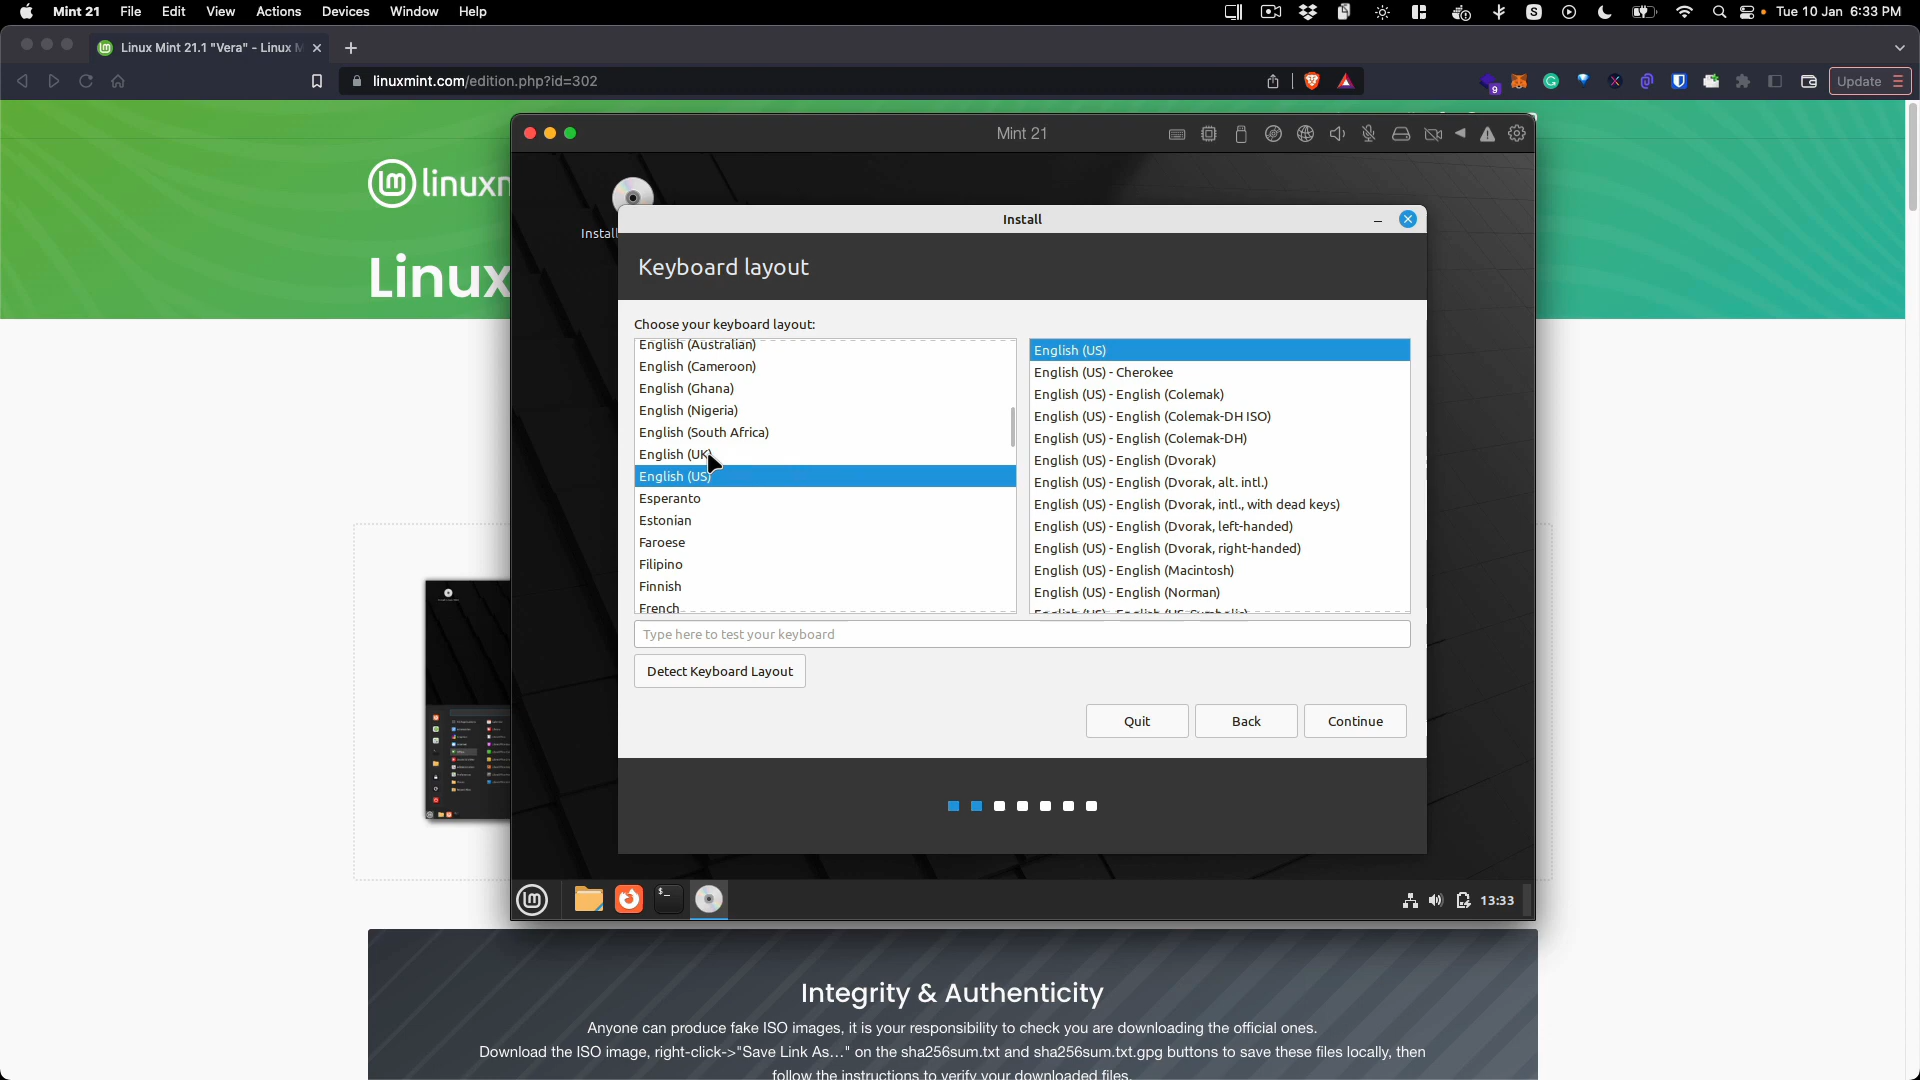 Mint 21 File Edit View Actions Devices Window Help
S
Tue 10 Jan 6:33 PM
Linux Mint 21.1 "Vera" - Linux M
linuxmint.com/edition.php?id=302
9
Update
linuxm
Linux
Mint 21
Install
Install
Keyboard layout
Choose your keyboard layout:
English (Australian)
English (Cameroon)
English (Ghana)
English (Nigeria)
English (South Africa)
English (UK)
English (US)
Esperanto
Estonian
Faroese
Filipino
Finnish
French
English (US)
English (US) - Cherokee
English (US) - English (Colemak)
English (US) - English (Colemak-DH ISO)
English (US) - English (Colemak-DH)
English (US) - English (Dvorak)
English (US) - English (Dvorak, alt. intl.)
English (US) - English (Dvorak, intl., with dead keys)
English (US) - English (Dvorak, left-handed)
English (US) - English (Dvorak, right-handed)
English (US) - English (Macintosh)
English (US) - English (Norman)
English (US) - English (US, Symbolic)
Type here to test your keyboard
Detect Keyboard Layout
Quit
Back
Continue
13:33
Integrity & Authenticity
Anyone can produce fake ISO images, it is your responsibility to check you are downloading the official ones.
Download the ISO image, right-click->"Save Link As..." on the sha256sum.txt and sha256sum.txt.gpg buttons to save these files locally, then
follow the instructions to verify your downloaded files.